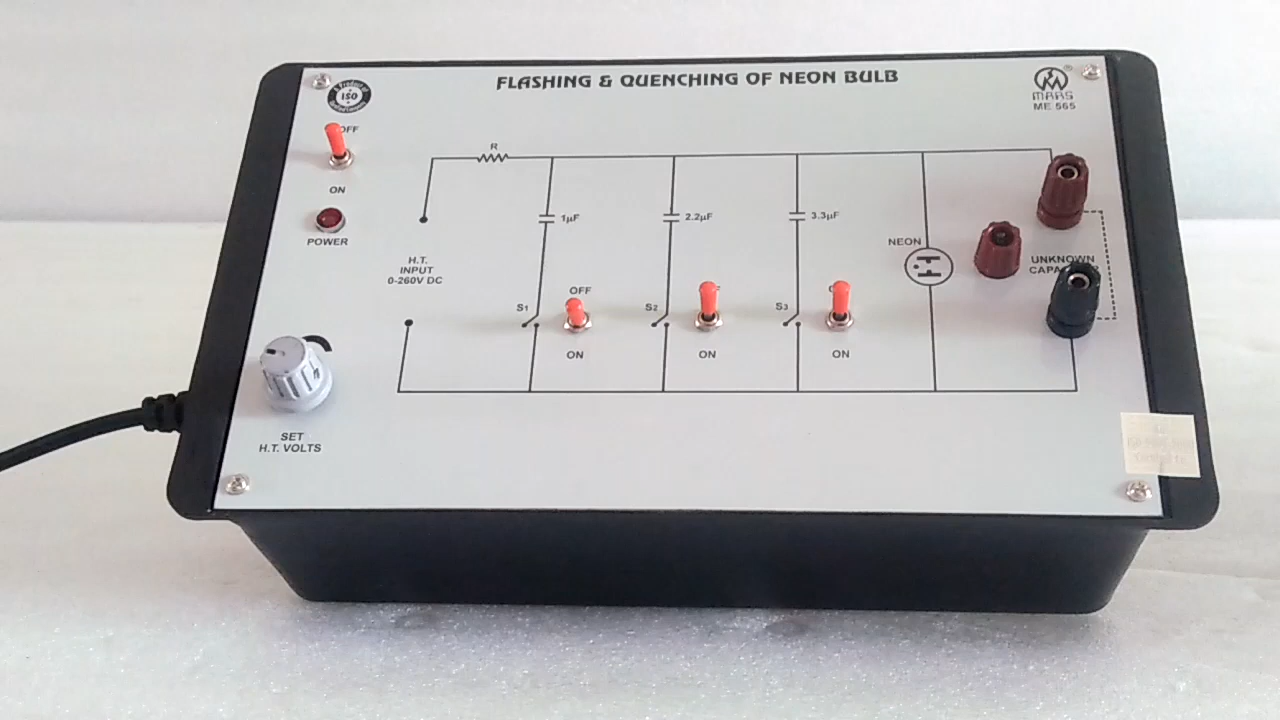 FLASHING & QUENCHING OF NEON BULB
ISO
MARS
ME 565
OFF
ON
POWER
R
1µF
2.2µF
3.3µF
H.T.
INPUT
0-260V DC
NEON
UNKNOWN
S1
OFF
ON
S2
ON
S3
ON
SET
H.T. VOLTS